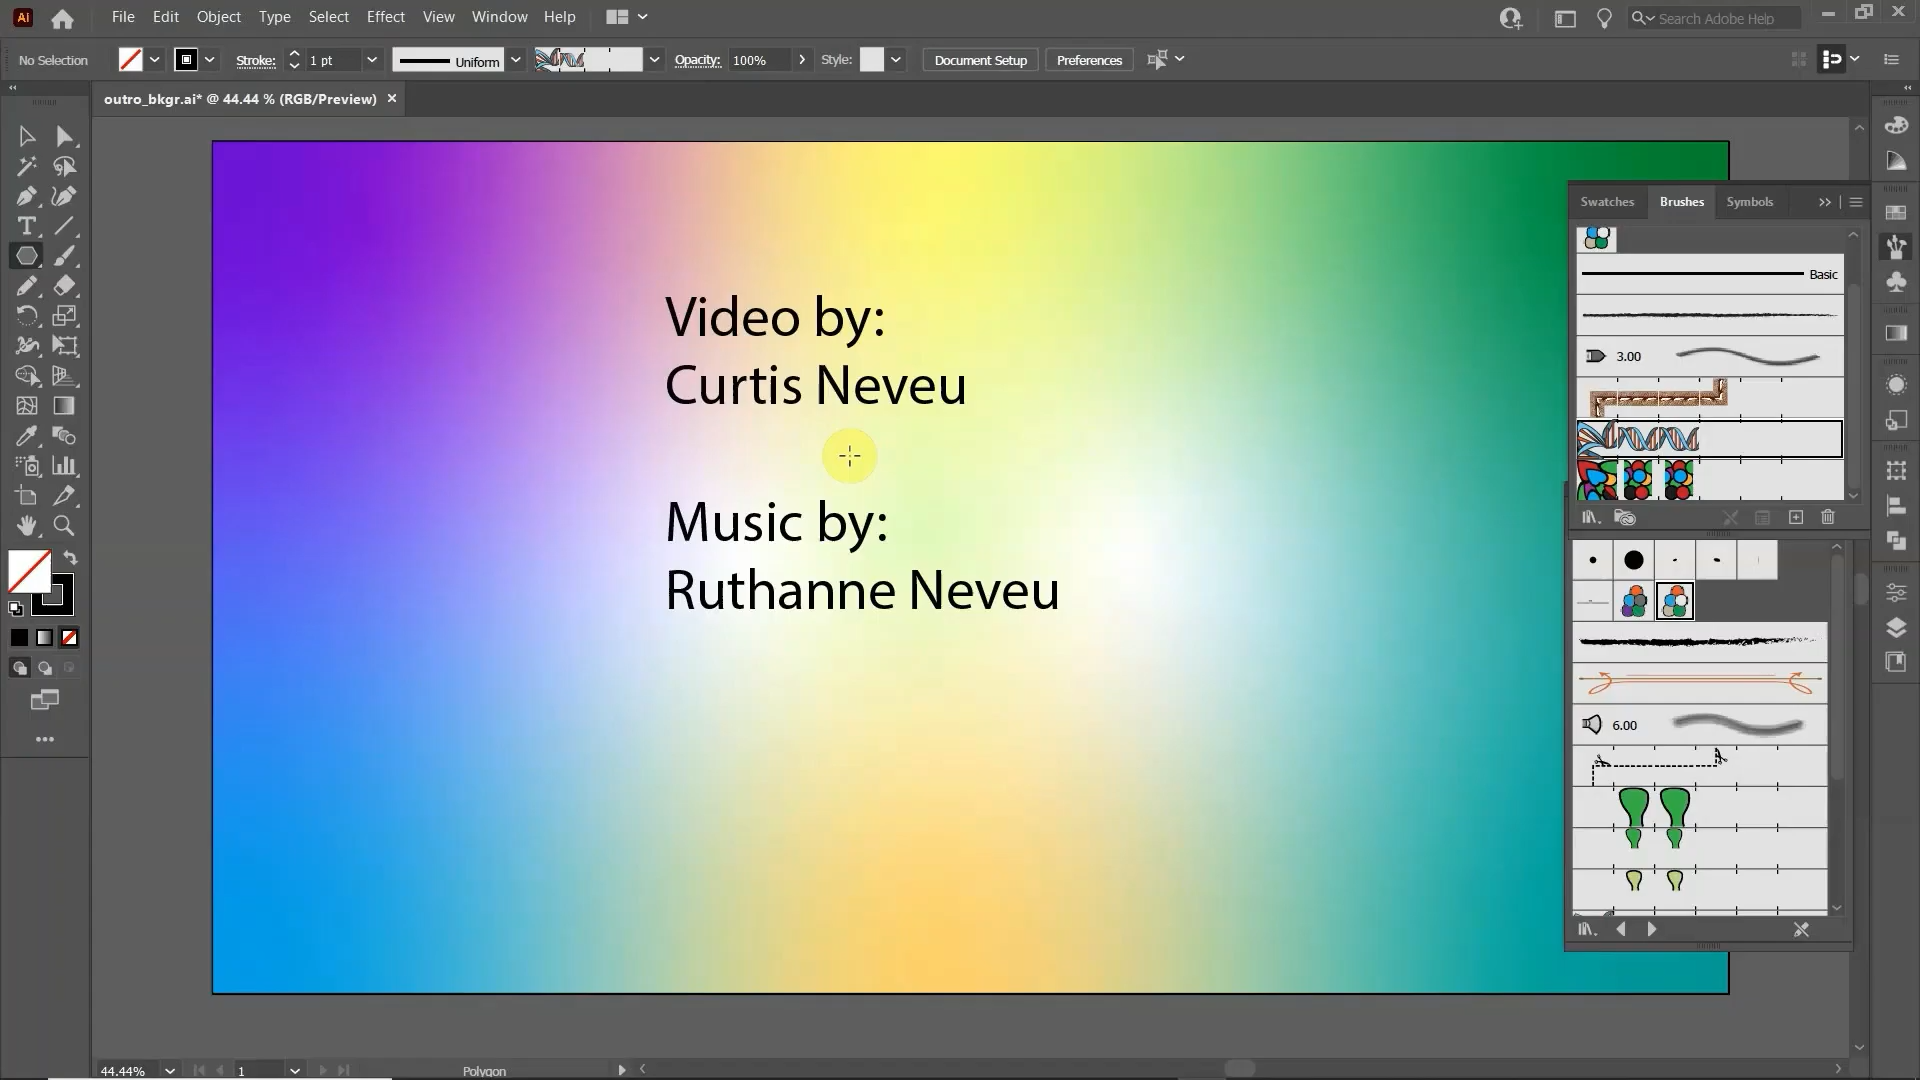 Ai File Edit Object Type Select Effect View Window Help Search Adobe Help
No Selection Stroke: 1 pt Uniform Opacity: 100% Style: Document Setup Preferences
outro_bkgr.ai* @ 44.44 % (RGB/Preview)
Swatches Brushes Symbols
Basic
3.00
Video by:
Curtis Neveu
Music by:
Ruthanne Neveu
6.00
44.44% 1 Polygon